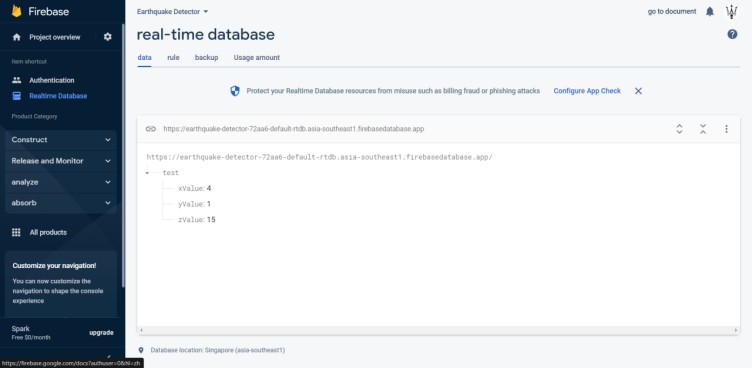 Firebase
Earthquake Detector
go to document
Project overview
real-time database
Item shortcut
data rule backup Usage amount
Authentication
Realtime Database
Product Category
Protect your Realtime Database resources from misuse such as billing fraud or phishing attacks Configure App Check
Construct
https://earthquake-detector-72aa6-default-rtdb.asia-southeast1.firebasedatabase.app
Release and Monitor
https://earthquake-detector-72aa6-default-rtdb.asia-southeast1.firebasedatabase.app/
analyze
test
absorb
xValue: 4
yValue: 1
zValue: 15
All products
Customize your navigation!
You can now customize the
navigation to shape the console
experience
Spark
Free $0/month
upgrade
Database location: Singapore (asia-southeast1)
https://firebase.google.com/docs?authuser=0&hl=zh